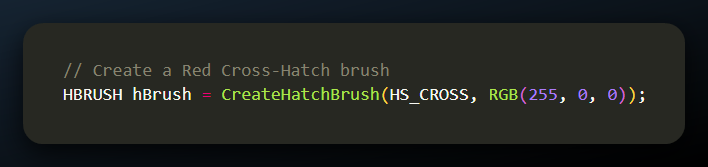 // Create a Red Cross-Hatch brush
HBRUSH hBrush = CreateHatchBrush(HS_CROSS, RGB(255, 0, 0));